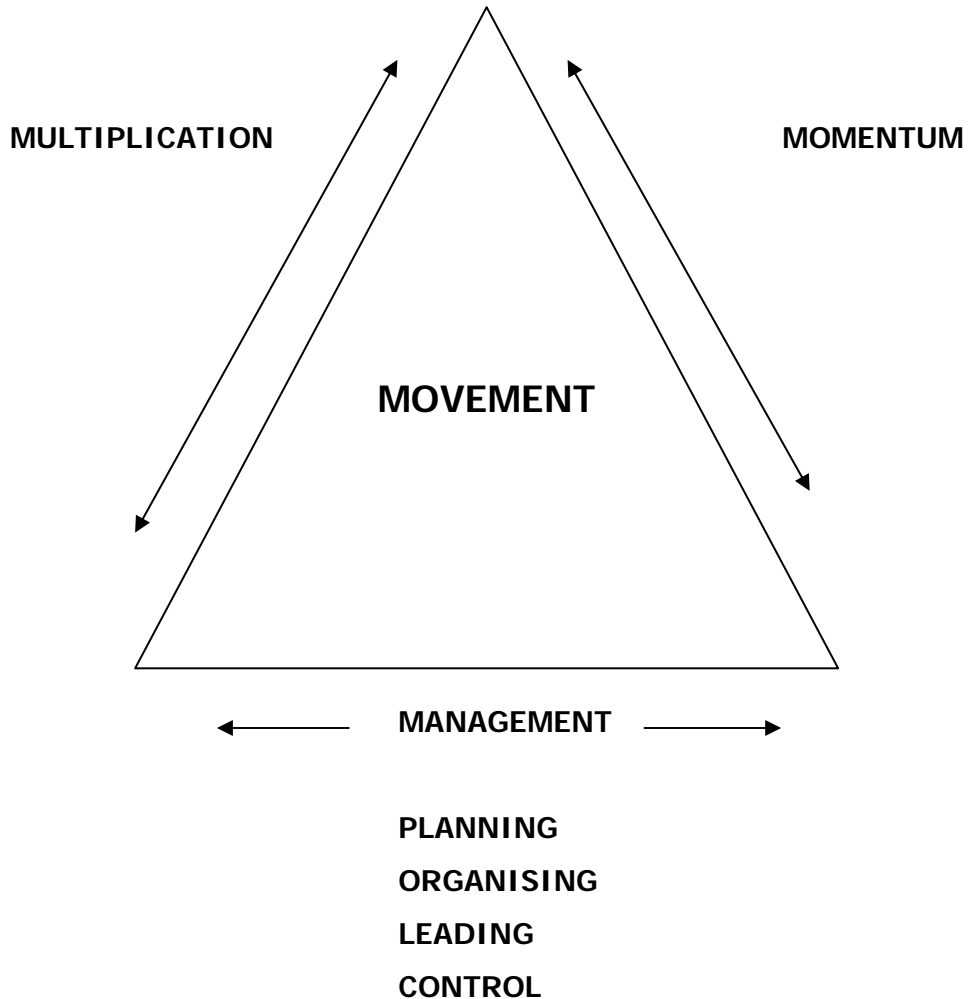 MULTIPLICATION
MOMENTUM
MOVEMENT
MANAGEMENT
PLANNING
ORGANISING
LEADING
CONTROL